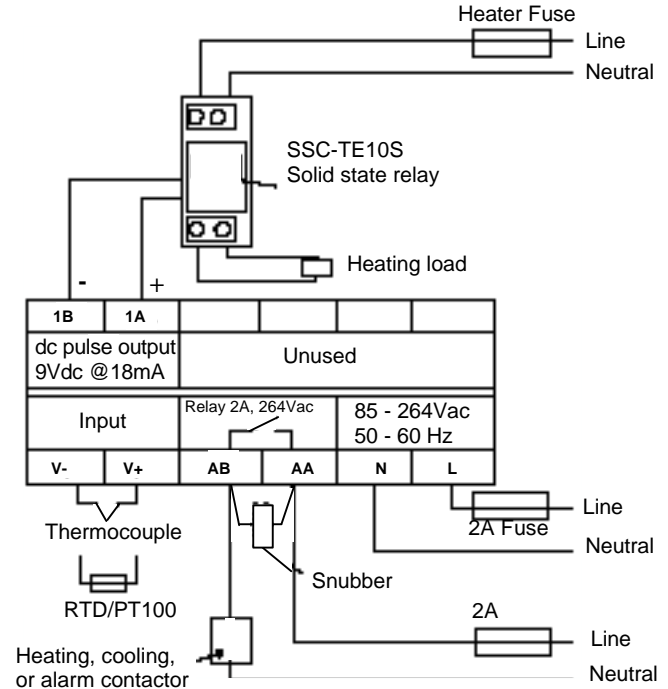 Heater Fuse
Line
Neutral
SSC-TE10S
Solid state relay
Heating load
- +
1B 1A
dc pulse output
9Vdc @18mA
Unused
Input
Relay 2A, 264Vac
85 - 264Vac
50 - 60 Hz
V- V+ AB AA N L
Line
2A Fuse
Neutral
Thermocouple
Snubber
RTD/PT100
2A
Line
Heating, cooling,
or alarm contactor
Neutral